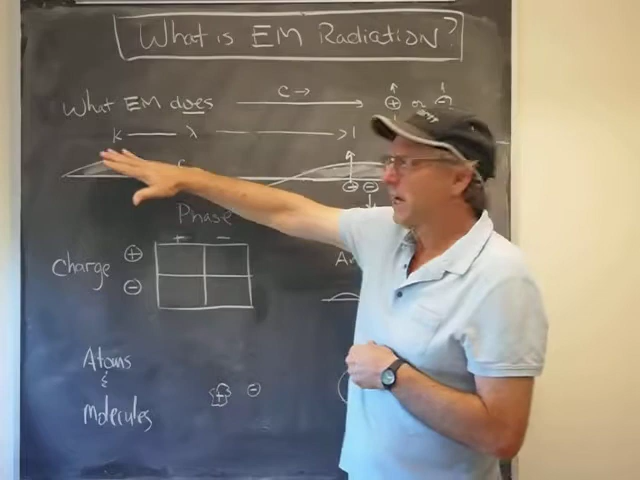 What is EM Radiation?
What EM does c → ⊕ or ⊖
λ
Phase
+ −
Charge ⊕
⊖
⊕ ⊖
Atoms
&
Molecules
⊖